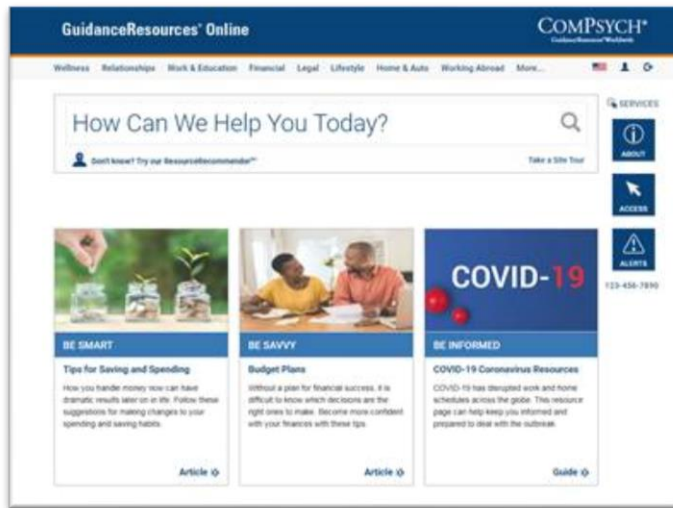 GuidanceResources® Online
COMPSYCH®
GuidanceResources® Worldwide
Wellness Relationships Work & Education Financial Legal Lifestyle Home & Auto Working Abroad More...
SERVICES
How Can We Help You Today?
Don't know? Try our ResourceRecommender℠
Take a Site Tour
ABOUT
ACCESS
ALERTS
123-456-7890
COVID-19
BE SMART
Tips for Saving and Spending
How you handle money now can have
dramatic results later on in life. Follow these
suggestions for making changes to your
spending and saving habits.
Article
BE SAVVY
Budget Plans
Without a plan for financial success, it is
difficult to know which decisions are the
right ones to make. Become more confident
with your finances with these tips.
Article
BE INFORMED
COVID-19 Coronavirus Resources
COVID-19 has disrupted work and home
schedules across the globe. This resource
page can help keep you informed and
prepared to deal with the outbreak.
Guide